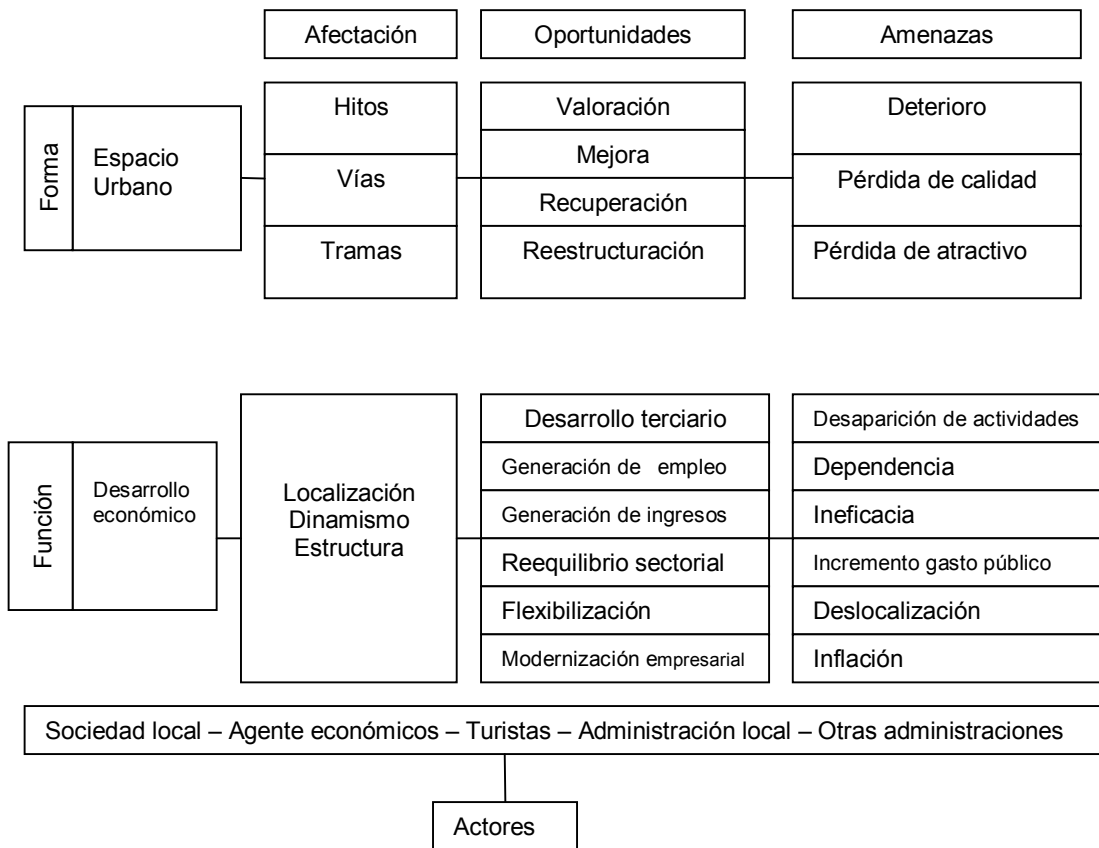 Afectación
Oportunidades
Amenazas
Forma
Espacio
Urbano
Hitos
Vías
Tramas
Valoración
Mejora
Recuperación
Reestructuración
Deterioro
Pérdida de calidad
Pérdida de atractivo
Función
Desarrollo
económico
Localización
Dinamismo
Estructura
Desarrollo terciario
Generación de empleo
Generación de ingresos
Reequilibrio sectorial
Flexibilización
Modernización empresarial
Desaparición de actividades
Dependencia
Ineficacia
Incremento gasto público
Deslocalización
Inflación
Sociedad local – Agente económicos – Turistas – Administración local – Otras administraciones
Actores